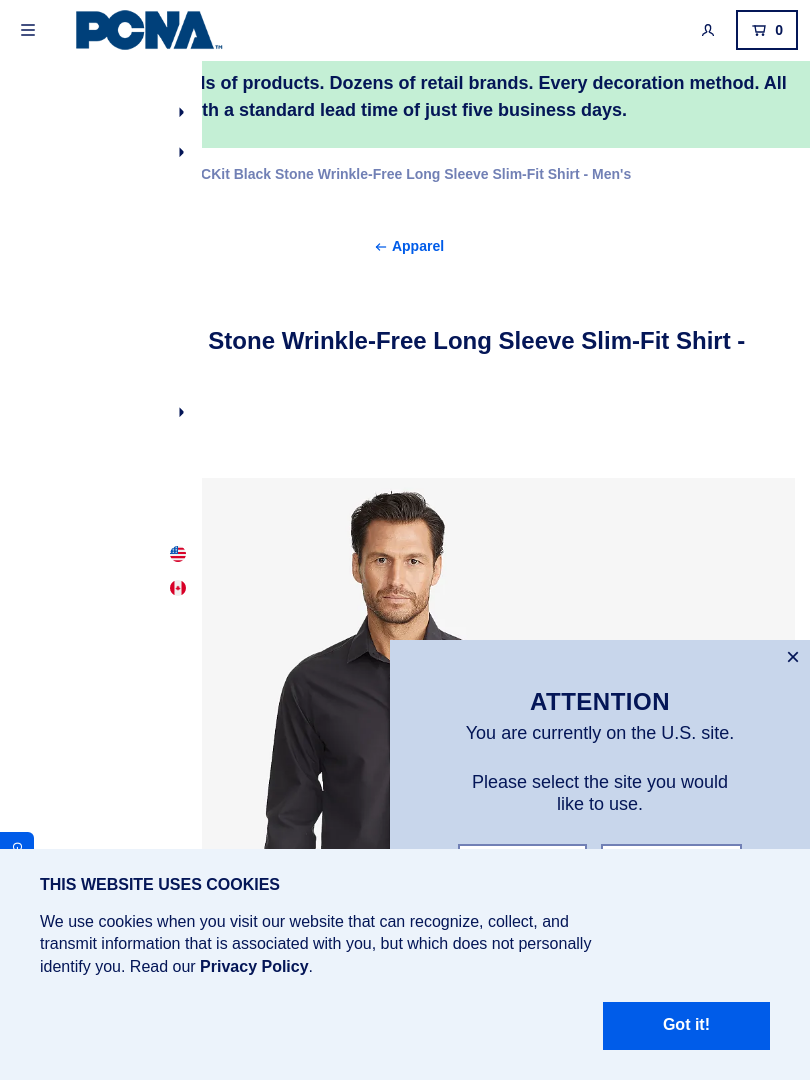 PCNA™
0
ls of products. Dozens of retail brands. Every decoration method. All
th a standard lead time of just five business days.
CKit Black Stone Wrinkle-Free Long Sleeve Slim-Fit Shirt - Men's
Apparel
Stone Wrinkle-Free Long Sleeve Slim-Fit Shirt -
ATTENTION
You are currently on the U.S. site.
Please select the site you would
like to use.
THIS WEBSITE USES COOKIES
We use cookies when you visit our website that can recognize, collect, and
transmit information that is associated with you, but which does not personally
identify you. Read our Privacy Policy.
Got it!